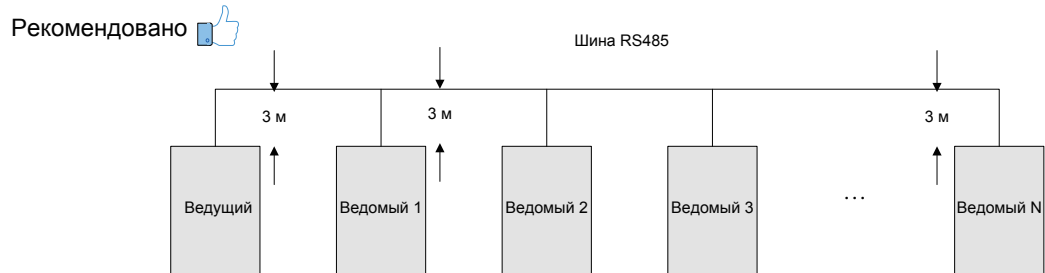 Рекомендовано
Шина RS485
3 м
3 м
3 м
Ведущий
Ведомый 1
Ведомый 2
Ведомый 3
...
Ведомый N